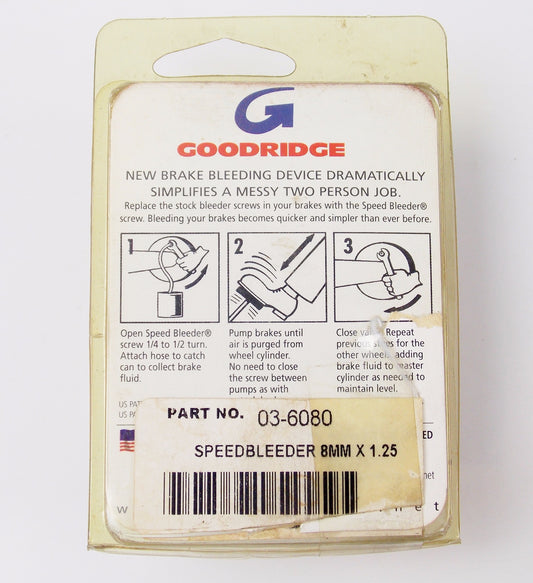 G
GOODRIDGE
NEW BRAKE BLEEDING DEVICE DRAMATICALLY
SIMPLIFIES A MESSY TWO PERSON JOB.
Replace the stock bleeder screws in your brakes with the Speed Bleeder®
screw. Bleeding your brakes becomes quicker and simpler than ever before.
1
2
3
Open Speed Bleeder®
screw 1/4 to 1/2 turn.
Attach hose to catch
can to collect brake
fluid.
Pump brakes until
air is purged from
wheel cylinder.
No need to close
the screw between
pumps as with
Close Repeat
previous for the
other wheels adding
brake fluid to master
cylinder as needed to
maintain level.
US
US
PART NO. 03-6080
SPEEDBLEEDER 8MM X 1.25